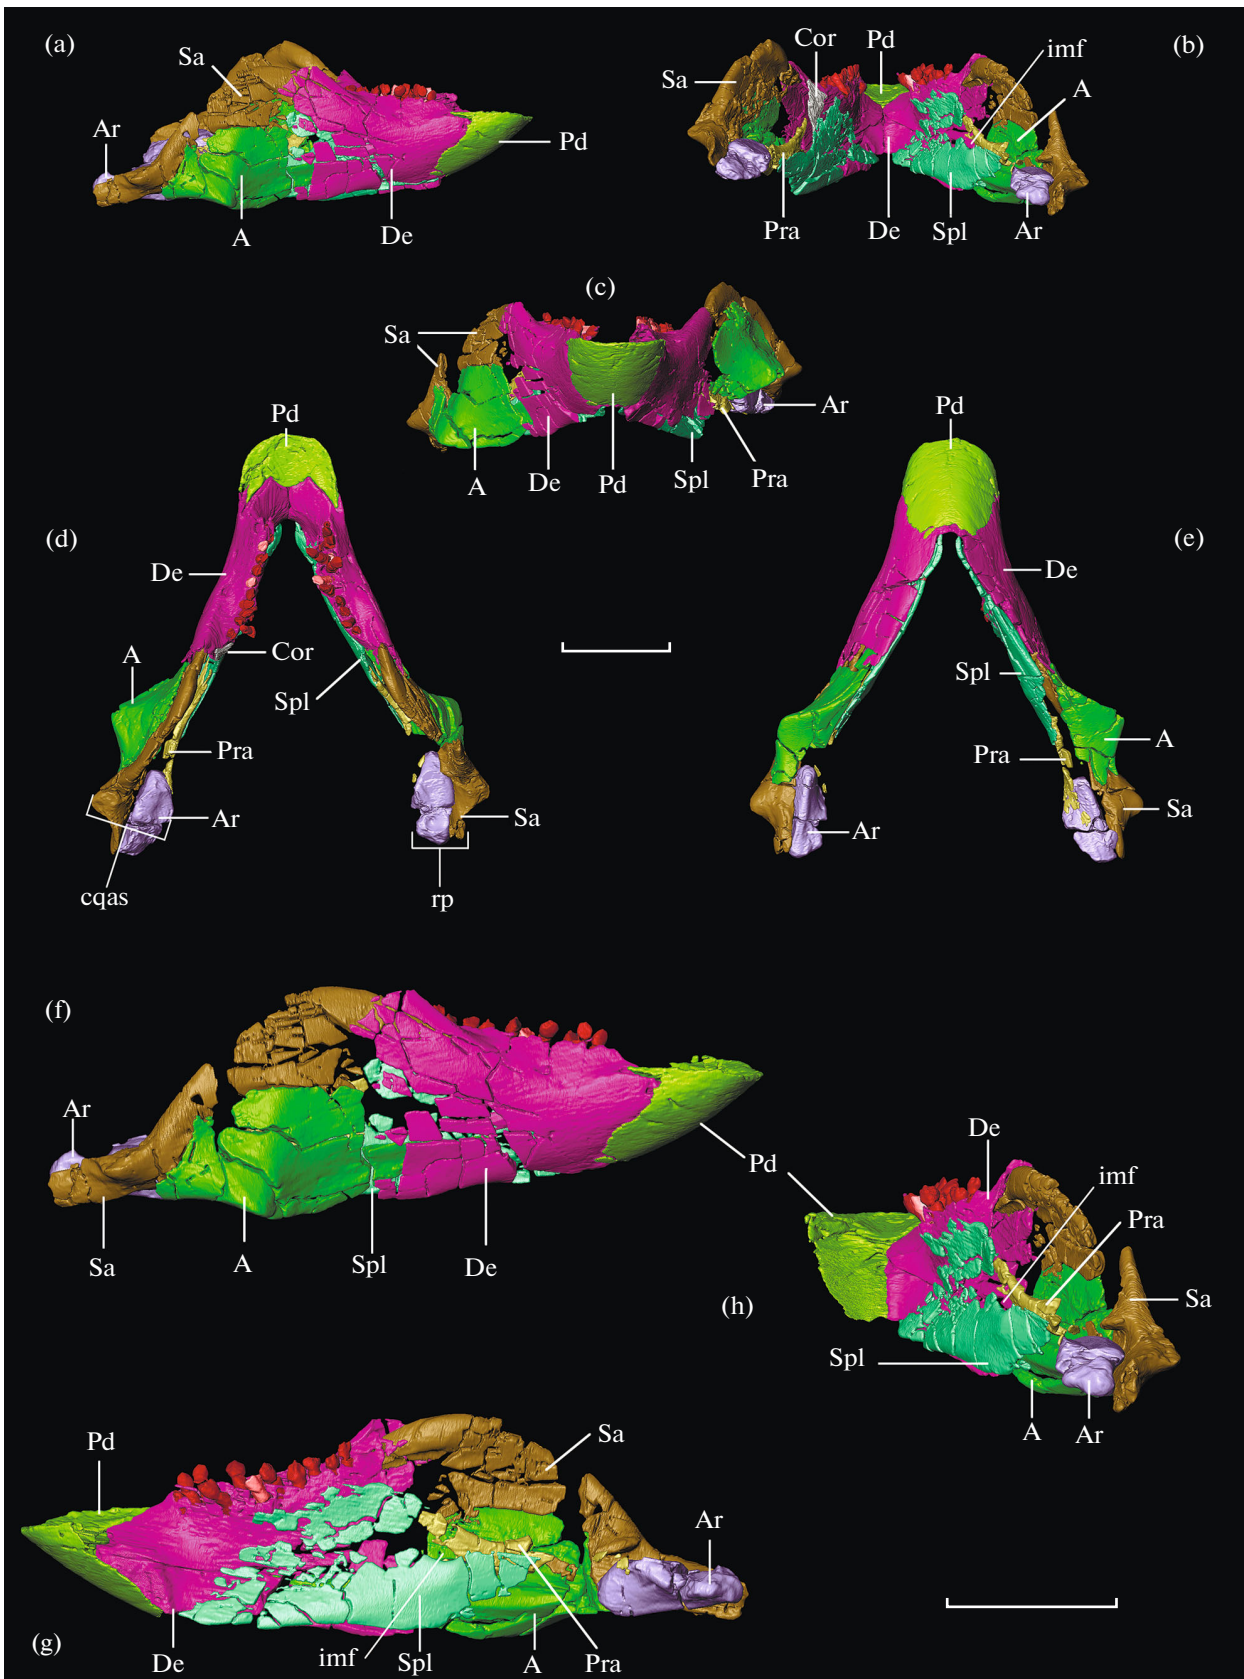 (a)
Sa
Ar
Pd
A
De
(b)
Cor
Pd
imf
Sa
A
Pra
De
Spl
Ar
(c)
Sa
Ar
A
De
Pd
Spl
Pra
(d)
Pd
De
A
Cor
Spl
Pra
Ar
Sa
cqas
rp
(e)
Pd
De
Spl
A
Pra
Sa
Ar
(f)
Ar
Pd
Sa
A
Spl
De
(h)
De
imf
Pra
Sa
Spl
A
Ar
(g)
Pd
Sa
Ar
De
imf
Spl
A
Pra